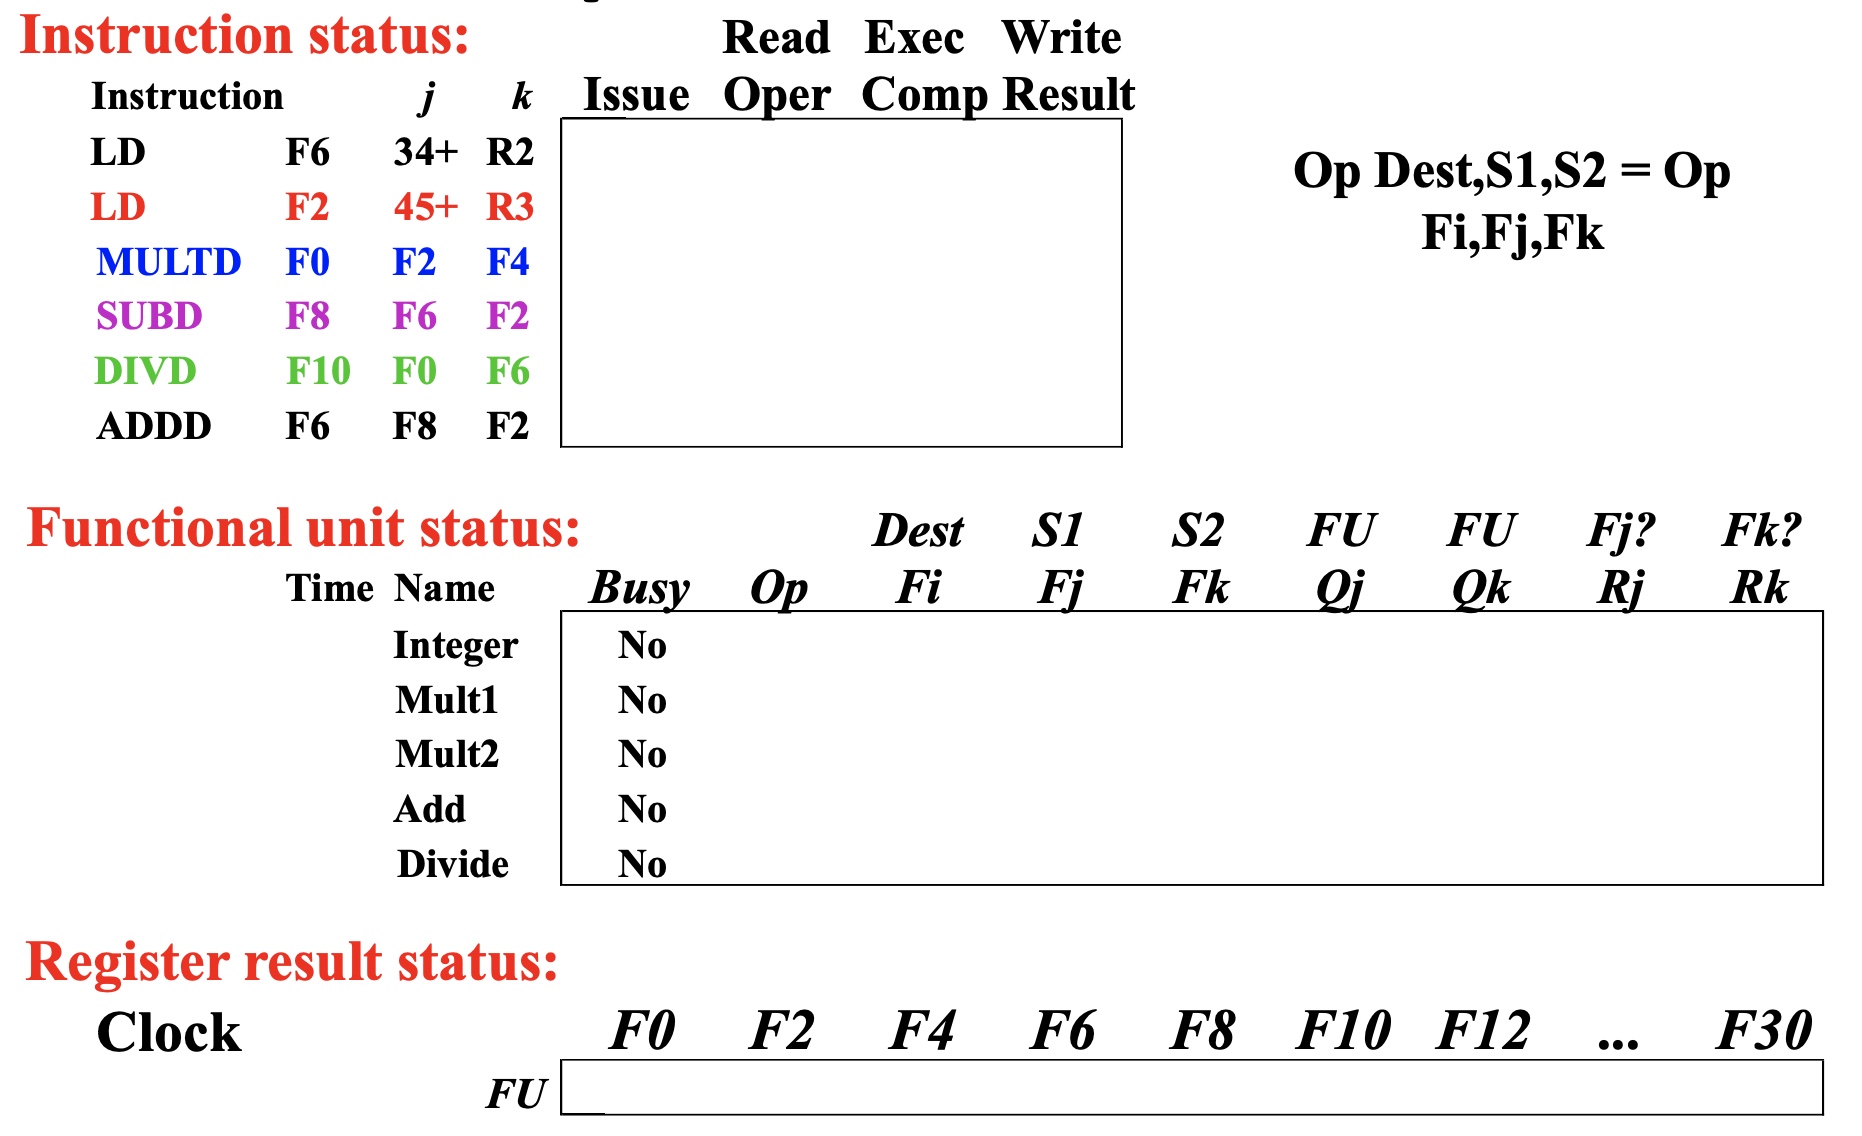 Instruction status:
Read Exec Write
Instruction j k Issue Oper Comp Result
LD F6 34+ R2
LD F2 45+ R3
MULTD F0 F2 F4
SUBD F8 F6 F2
DIVD F10 F0 F6
ADDD F6 F8 F2
Op Dest,S1,S2 = Op
Fi,Fj,Fk
Functional unit status:
Dest S1 S2 FU FU Fj? Fk?
Time Name Busy Op Fi Fj Fk Qj Qk Rj Rk
Integer No
Mult1 No
Mult2 No
Add No
Divide No
Register result status:
Clock F0 F2 F4 F6 F8 F10 F12 ... F30
FU